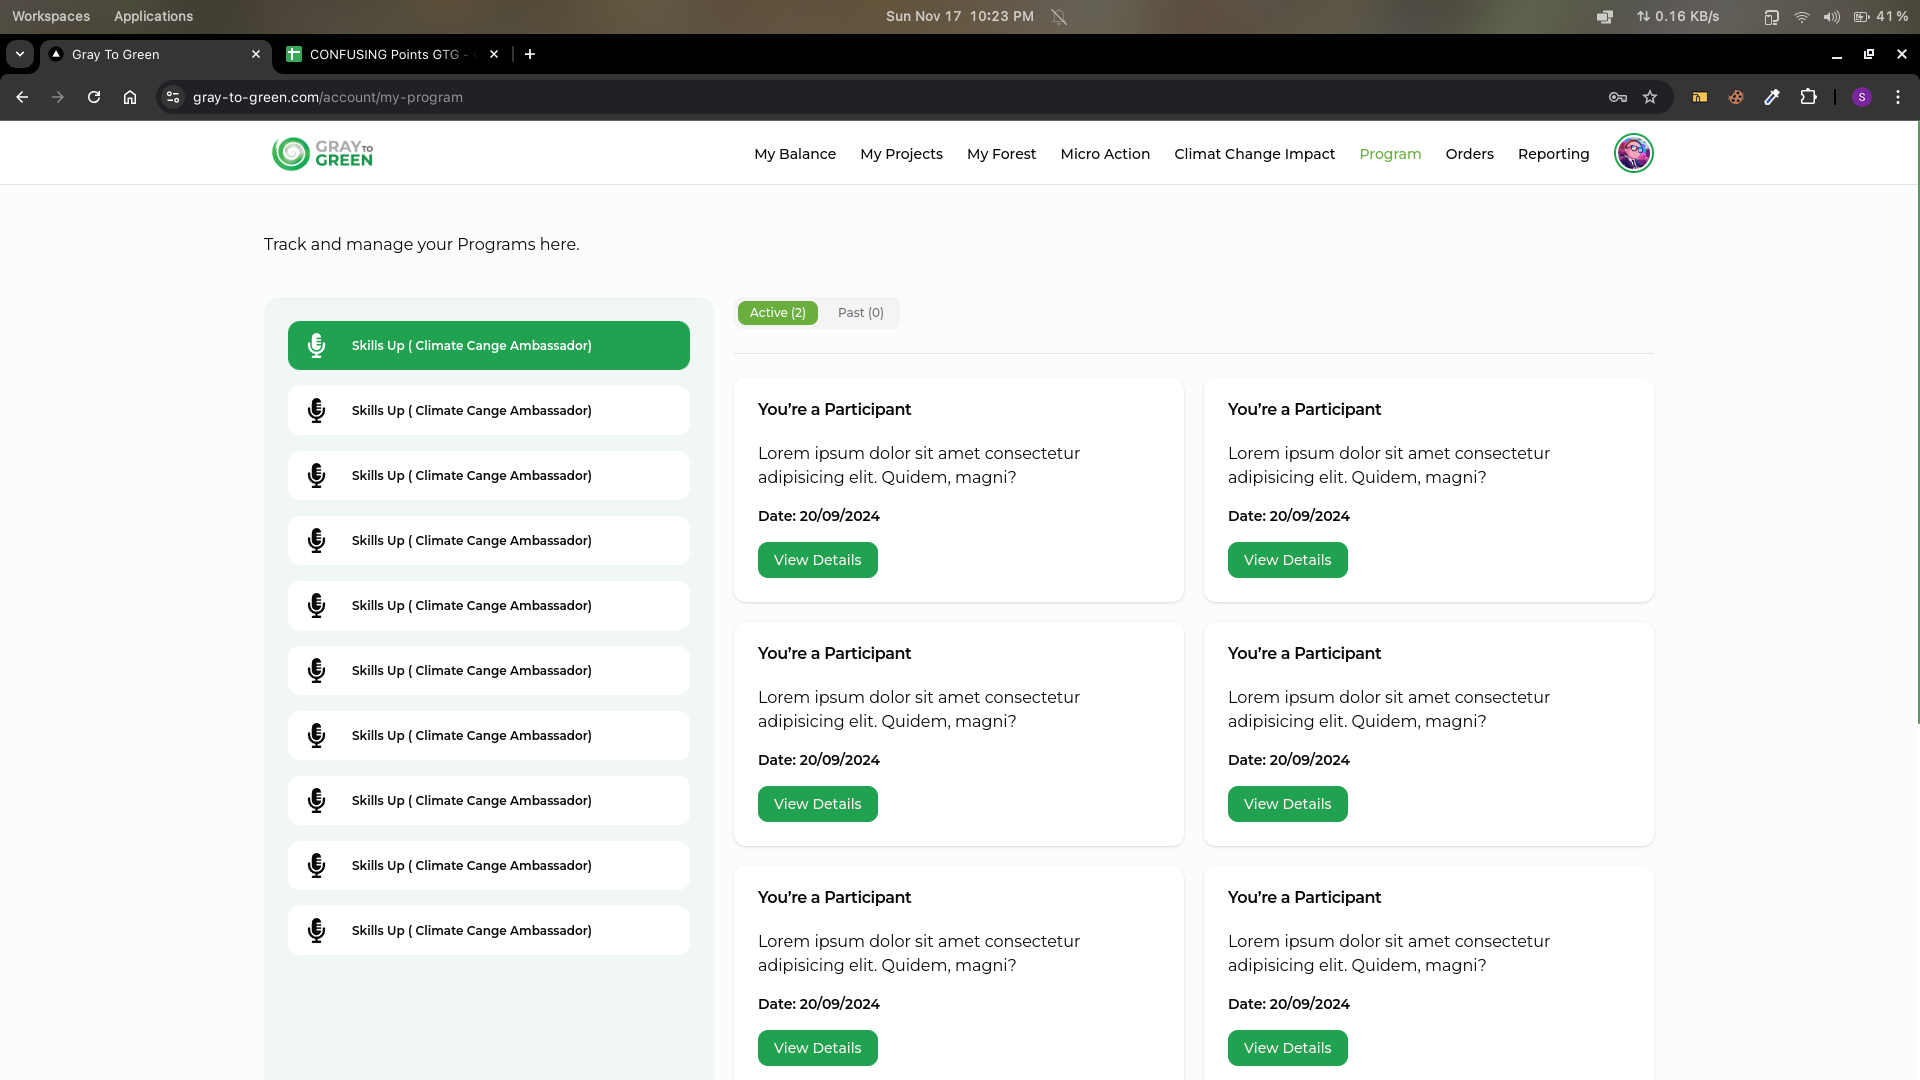 Workspaces Applications Sun Nov 17 10:23 PM 0.16 KB/s 41 %
Gray To Green CONFUSING Points GTG -
gray-to-green.com/account/my-program S
GRAY TO GREEN My Balance My Projects My Forest Micro Action Climat Change Impact Program Orders Reporting
Track and manage your Programs here.
Skills Up ( Climate Cange Ambassador)
Skills Up ( Climate Cange Ambassador)
Skills Up ( Climate Cange Ambassador)
Skills Up ( Climate Cange Ambassador)
Skills Up ( Climate Cange Ambassador)
Skills Up ( Climate Cange Ambassador)
Skills Up ( Climate Cange Ambassador)
Skills Up ( Climate Cange Ambassador)
Skills Up ( Climate Cange Ambassador)
Skills Up ( Climate Cange Ambassador)
Active (2) Past (0)
You’re a Participant
Lorem ipsum dolor sit amet consectetur
adipisicing elit. Quidem, magni?
Date: 20/09/2024
View Details
You’re a Participant
Lorem ipsum dolor sit amet consectetur
adipisicing elit. Quidem, magni?
Date: 20/09/2024
View Details
You’re a Participant
Lorem ipsum dolor sit amet consectetur
adipisicing elit. Quidem, magni?
Date: 20/09/2024
View Details
You’re a Participant
Lorem ipsum dolor sit amet consectetur
adipisicing elit. Quidem, magni?
Date: 20/09/2024
View Details
You’re a Participant
Lorem ipsum dolor sit amet consectetur
adipisicing elit. Quidem, magni?
Date: 20/09/2024
View Details
You’re a Participant
Lorem ipsum dolor sit amet consectetur
adipisicing elit. Quidem, magni?
Date: 20/09/2024
View Details